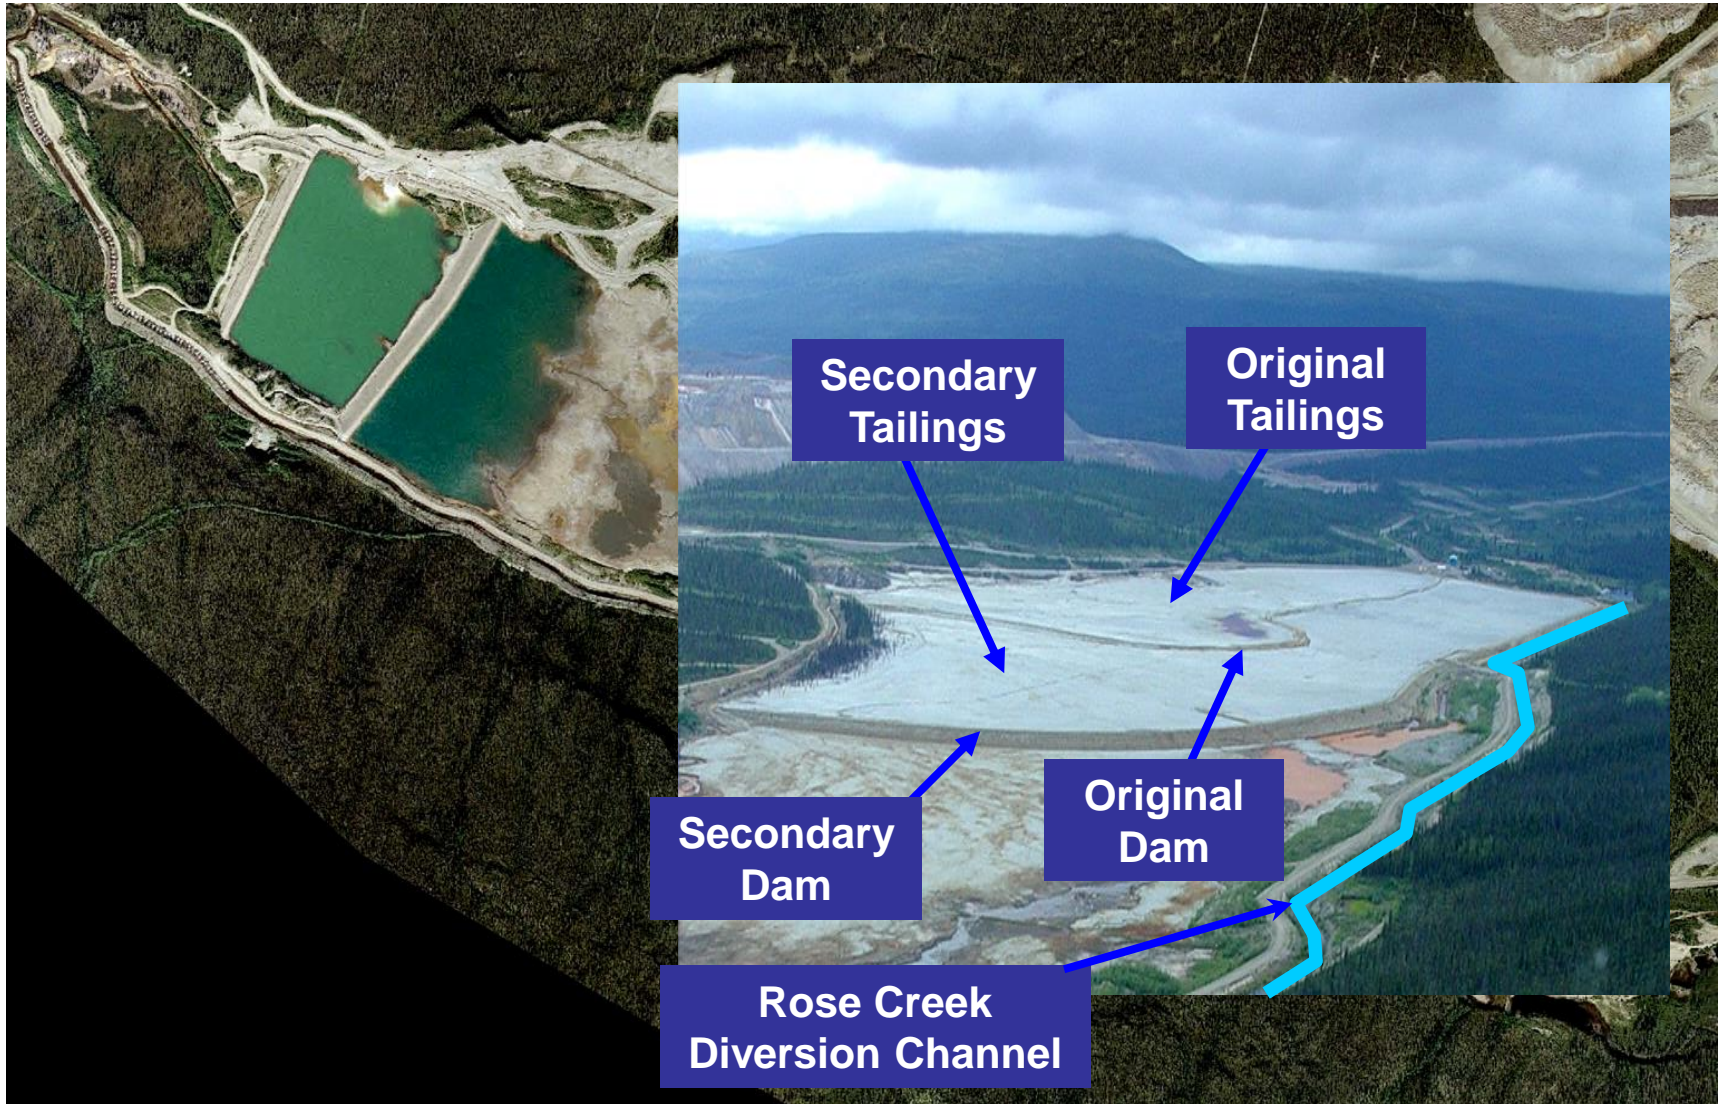 Secondary
Tailings
Original
Tailings
Secondary
Dam
Original
Dam
Rose Creek
Diversion Channel